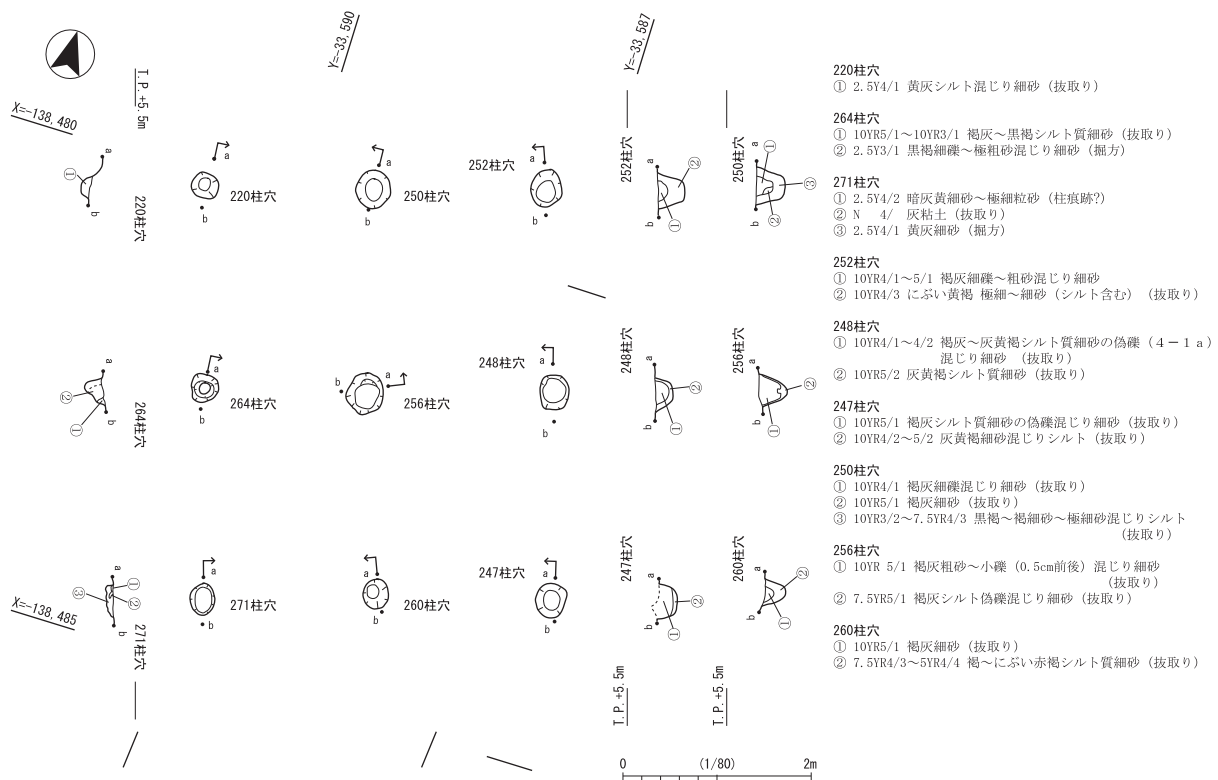 Y=-33,590
Y=-33,587
X=-138,480
T.P.+5.5m
a
①
b
220柱穴
a
220柱穴
b
a
250柱穴
b
252柱穴
a
b
252柱穴
a
②
b
①
250柱穴
a
①
③
b
②
a
②
b
①
264柱穴
a
264柱穴
b
b
256柱穴
a
248柱穴
a
b
248柱穴
a
②
b
①
256柱穴
a
②
b
①
X=-138,485
a
③
①
②
b
271柱穴
a
271柱穴
b
a
260柱穴
b
247柱穴
a
b
247柱穴
a
②
b
①
260柱穴
a
②
b
①
T.P.+5.5m
T.P.+5.5m
0
(1/80)
2m
220柱穴
① 2.5Y4/1 黄灰シルト混じり細砂（抜取り）
264柱穴
① 10YR5/1～10YR3/1 褐灰～黒褐シルト質細砂（抜取り）
② 2.5Y3/1 黒褐細礫～極粗砂混じり細砂（掘方）
271柱穴
① 2.5Y4/2 暗灰黄細砂～極細粒砂（柱痕跡?）
② N 4/ 灰粘土（抜取り）
③ 2.5Y4/1 黄灰細砂（掘方）
252柱穴
① 10YR4/1～5/1 褐灰細礫～粗砂混じり細砂
② 10YR4/3 にぶい黄褐 極細～細砂（シルト含む）（抜取り）
248柱穴
① 10YR4/1～4/2 褐灰～灰黄褐シルト質細砂の偽礫（４－１ａ）
混じり細砂 （抜取り）
② 10YR5/2 灰黄褐シルト質細砂（抜取り）
247柱穴
① 10YR5/1 褐灰シルト質細砂の偽礫混じり細砂（抜取り）
② 10YR4/2～5/2 灰黄褐細砂混じりシルト（抜取り）
250柱穴
① 10YR4/1 褐灰細礫混じり細砂（抜取り）
② 10YR5/1 褐灰細砂（抜取り）
③ 10YR3/2～7.5YR4/3 黒褐～褐細砂～極細砂混じりシルト
（抜取り）
256柱穴
① 10YR 5/1 褐灰粗砂～小礫（0.5cm前後）混じり細砂
（抜取り）
② 7.5YR5/1 褐灰シルト偽礫混じり細砂（抜取り）
260柱穴
① 10YR5/1 褐灰細砂（抜取り）
② 7.5YR4/3～5YR4/4 褐～にぶい赤褐シルト質細砂（抜取り）